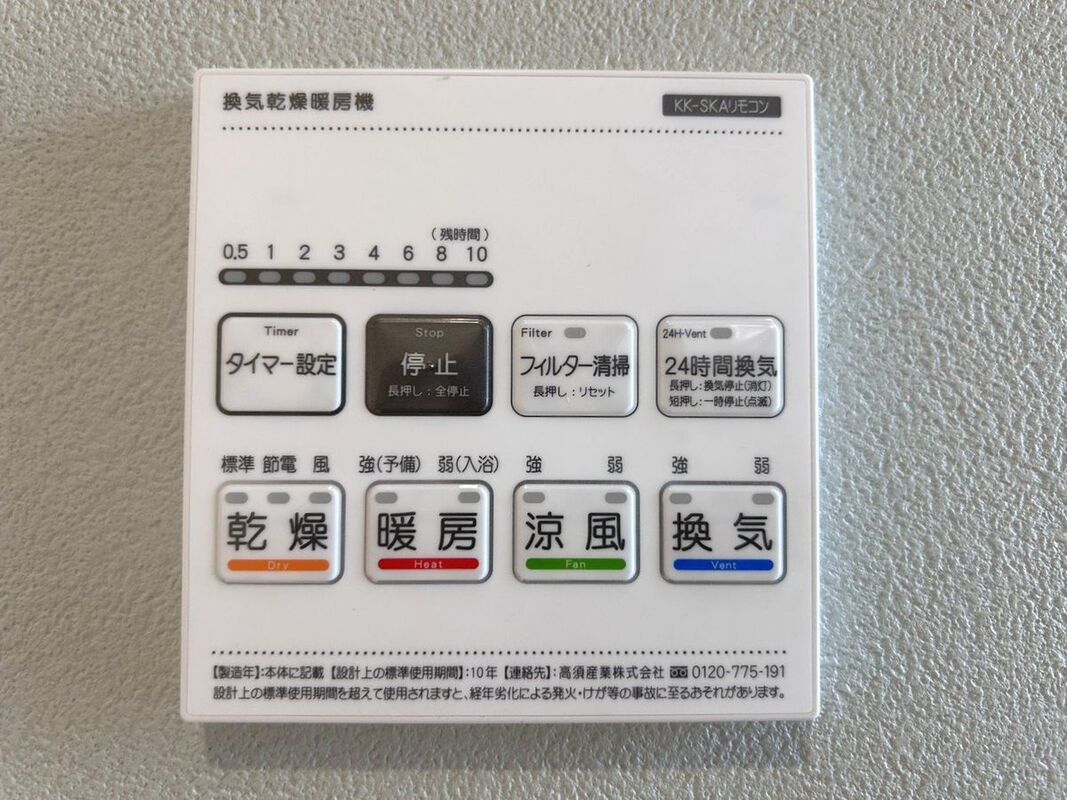 換気乾燥暖房機 KK-SKAリモコン
(残時間)
0.5 1 2 3 4 6 8 10
Timer
タイマー設定
Stop
停·止
長押し：全停止
Filter
フィルター清掃
長押し：リセット
24H-Vent
24時間換気
長押し：換気停止(消灯)
短押し：一時停止(点滅)
標準 節電 風
乾燥
Dry
強(予備) 弱(入浴)
暖房
Heat
強 弱
涼風
Fan
強 弱
換気
Vent
【製造年】：本体に記載 【設計上の標準使用期間】：10年 【連絡先】：高須産業株式会社 0120-775-191
設計上の標準使用期間を超えて使用されますと、経年劣化による発火・けが等の事故に至るおそれがあります。